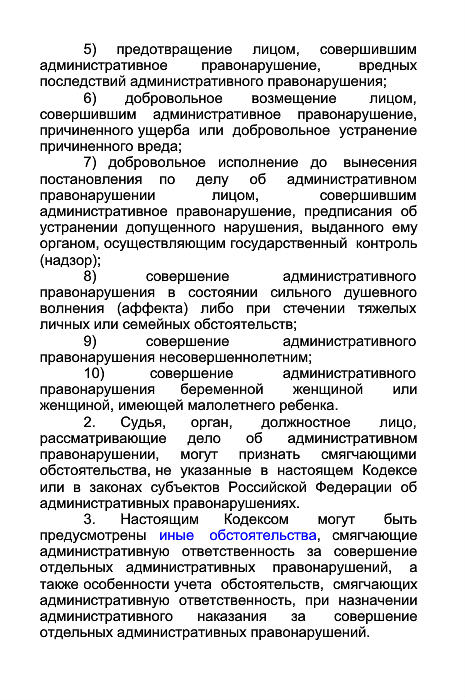 5) предотвращение лицом, совершившим
административное правонарушение, вредных
последствий административного правонарушения;
6) добровольное возмещение лицом,
совершившим административное правонарушение,
причиненного ущерба или добровольное устранение
причиненного вреда;
7) добровольное исполнение до вынесения
постановления по делу об административном
правонарушении лицом, совершившим
административное правонарушение, предписания об
устранении допущенного нарушения, выданного ему
органом, осуществляющим государственный контроль
(надзор);
8) совершение административного
правонарушения в состоянии сильного душевного
волнения (аффекта) либо при стечении тяжелых
личных или семейных обстоятельств;
9) совершение административного
правонарушения несовершеннолетним;
10) совершение административного
правонарушения беременной женщиной или
женщиной, имеющей малолетнего ребенка.
2. Судья, орган, должностное лицо,
рассматривающие дело об административном
правонарушении, могут признать смягчающими
обстоятельства, не указанные в настоящем Кодексе
или в законах субъектов Российской Федерации об
административных правонарушениях.
3. Настоящим Кодексом могут быть
предусмотрены иные обстоятельства, смягчающие
административную ответственность за совершение
отдельных административных правонарушений, а
также особенности учета обстоятельств, смягчающих
административную ответственность, при назначении
административного наказания за совершение
отдельных административных правонарушений.